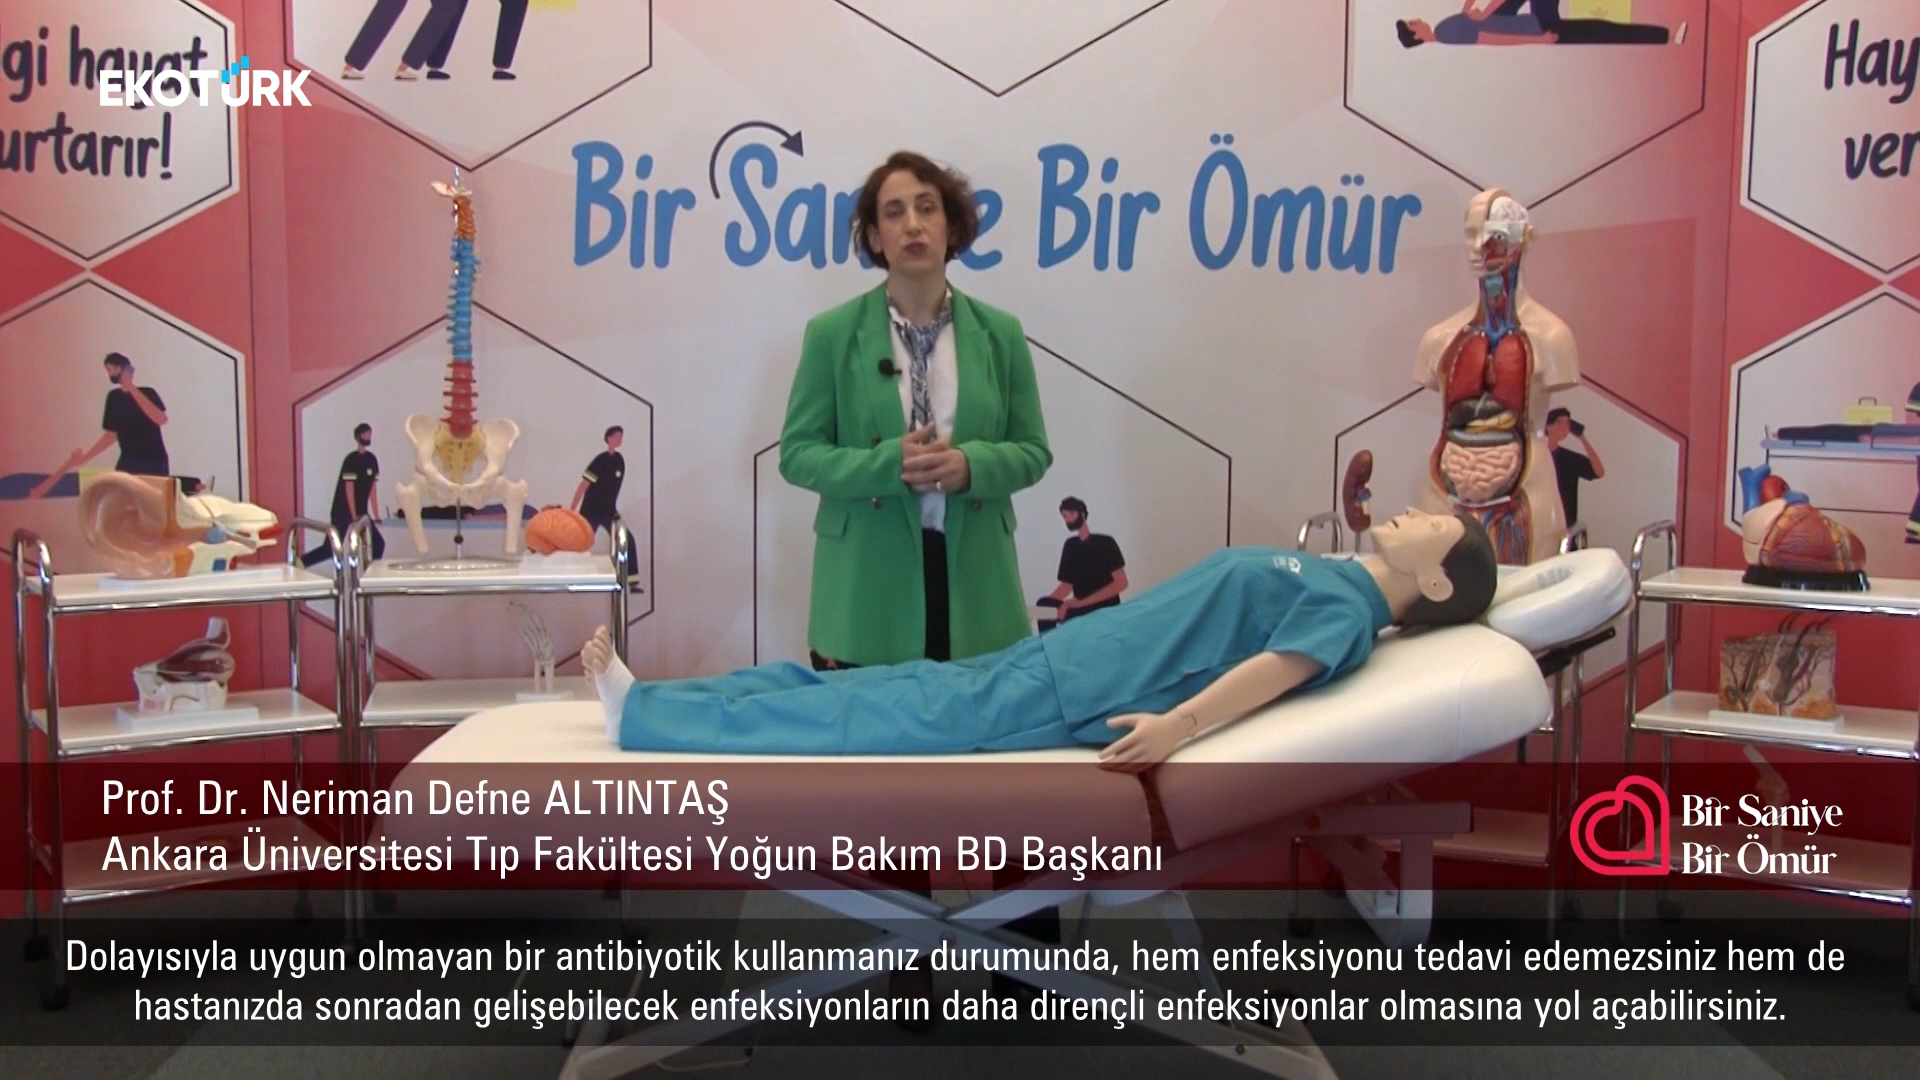 EKOTÜRK
lgi hayat
urtarır!
Bir Saniye Bir Ömür
Hay
ver
Prof. Dr. Neriman Defne ALTINTAŞ
Ankara Üniversitesi Tıp Fakültesi Yoğun Bakım BD Başkanı
Bir Saniye
Bir Ömür
Dolayısıyla uygun olmayan bir antibiyotik kullanmanız durumunda, hem enfeksiyonu tedavi edemezsiniz hem de
hastanızda sonradan gelişebilecek enfeksiyonların daha dirençli enfeksiyonlar olmasına yol açabilirsiniz.